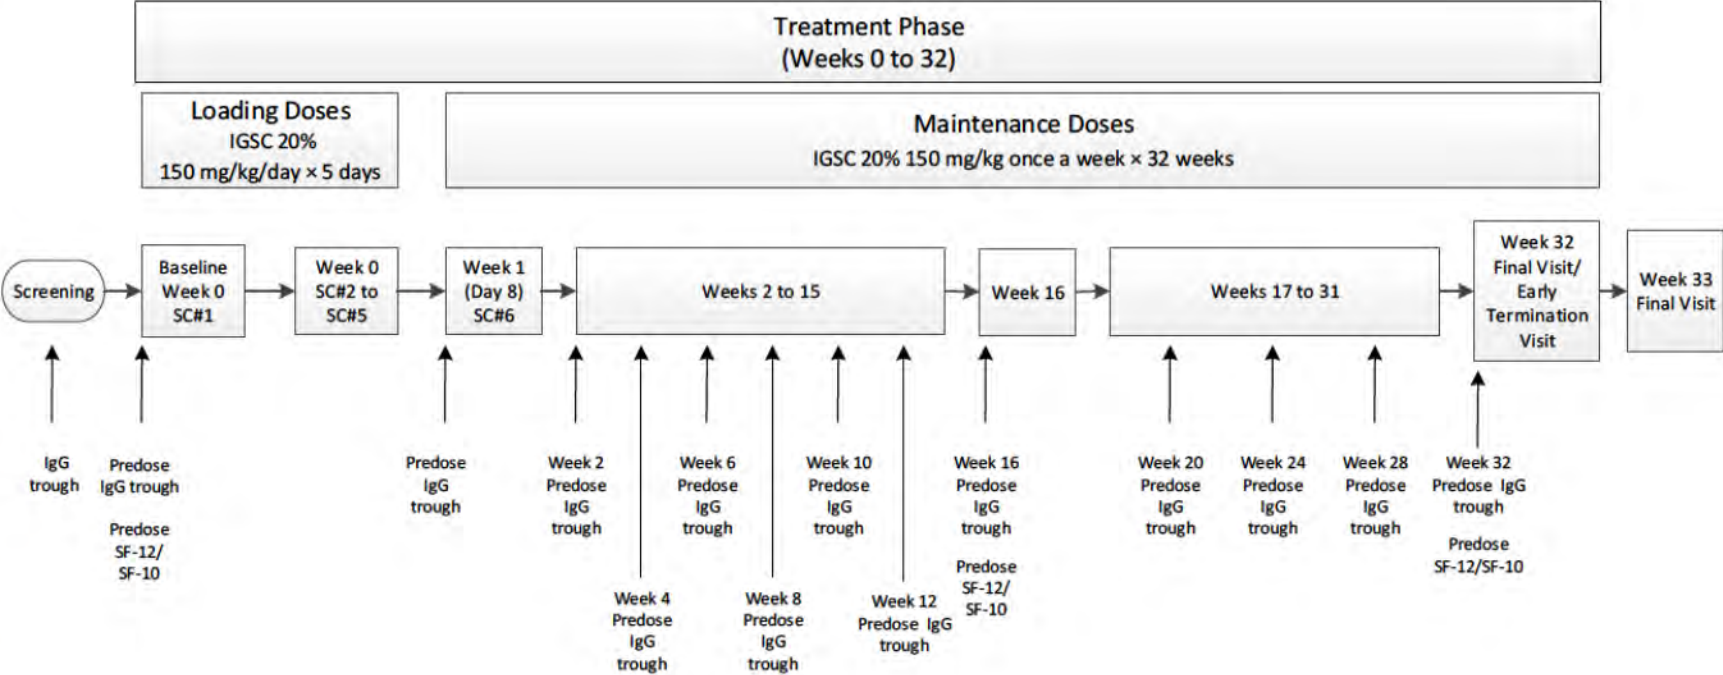 Treatment Phase
(Weeks 0 to 32)
Loading Doses
IGSC 20%
150 mg/kg/day × 5 days
Maintenance Doses
IGSC 20% 150 mg/kg once a week × 32 weeks
Screening
Baseline
Week 0
SC#1
Week 0
SC#2 to
SC#5
Week 1
(Day 8)
SC#6
Weeks 2 to 15
Week 16
Weeks 17 to 31
Week 32
Final Visit/
Early
Termination
Visit
Week 33
Final Visit
IgG
trough
Predose
IgG trough
Predose
SF-12/
SF-10
Predose
IgG
trough
Week 2
Predose
IgG
trough
Week 4
Predose
IgG
trough
Week 6
Predose
IgG
trough
Week 8
Predose
IgG
trough
Week 10
Predose
IgG
trough
Week 12
Predose IgG
trough
Week 16
Predose
IgG
trough
Predose
SF-12/
SF-10
Week 20
Predose
IgG
trough
Week 24
Predose
IgG
trough
Week 28
Predose
IgG
trough
Week 32
Predose IgG
trough
Predose
SF-12/SF-10